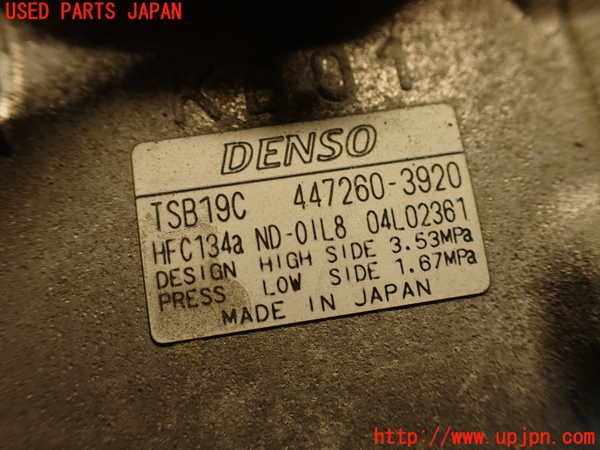 USED PARTS JAPAN
KE01
DENSO
TSB19C 447260-3920
HFC134a ND-OIL8 04L02361
DESIGN HIGH SIDE 3.53MPa
PRESS LOW SIDE 1.67MPa
MADE IN JAPAN
http://www.upjpn.com/